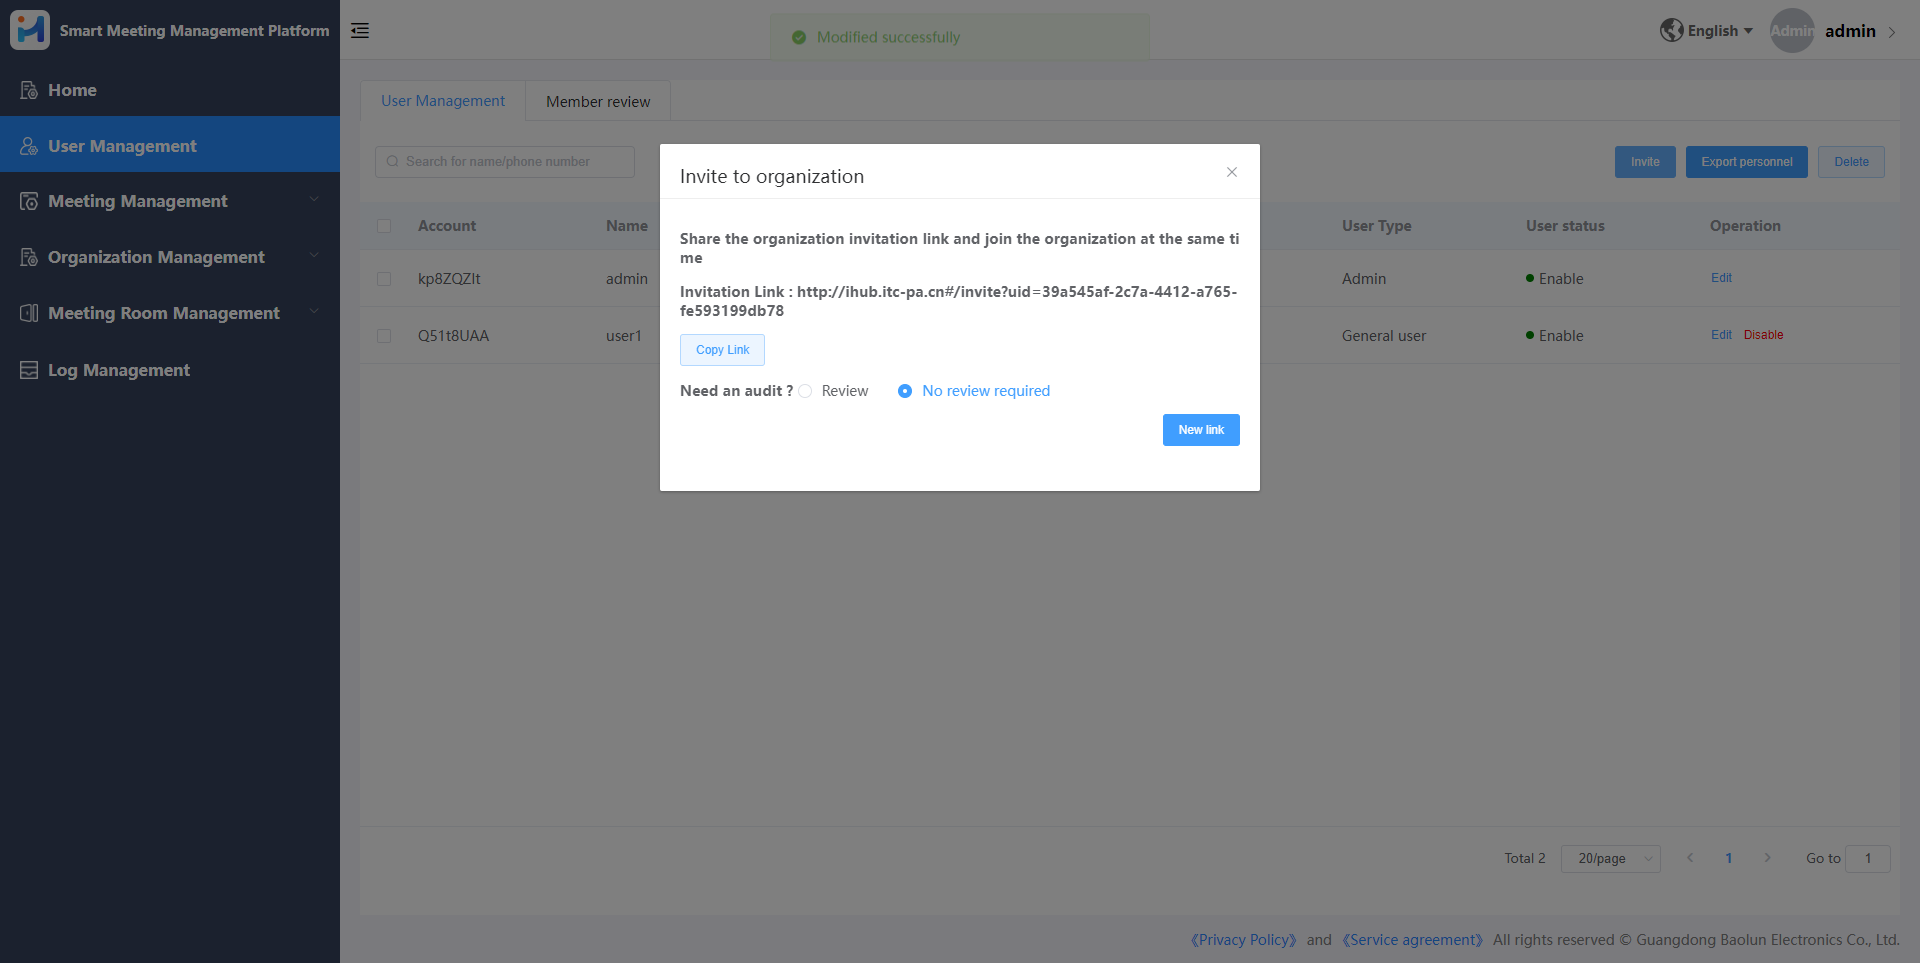 Smart Meeting Management Platform
Modified successfully
English
Admin
admin
Home
User Management
Meeting Management
Organization Management
Meeting Room Management
Log Management
User Management
Member review
Search for name/phone number
Invite
Export personnel
Delete
Account
Name
User Type
User status
Operation
kp8ZQZIt
admin
Admin
Enable
Edit
Q51t8UAA
user1
General user
Enable
Edit
Disable
Invite to organization
Share the organization invitation link and join the organization at the same ti
me
Invitation Link : http://ihub.itc-pa.cn#/invite?uid=39a545af-2c7a-4412-a765-
fe593199db78
Copy Link
Need an audit ?
Review
No review required
New link
Total 2
20/page
1
Go to
1
《Privacy Policy》 and 《Service agreement》 All rights reserved © Guangdong Baolun Electronics Co., Ltd.